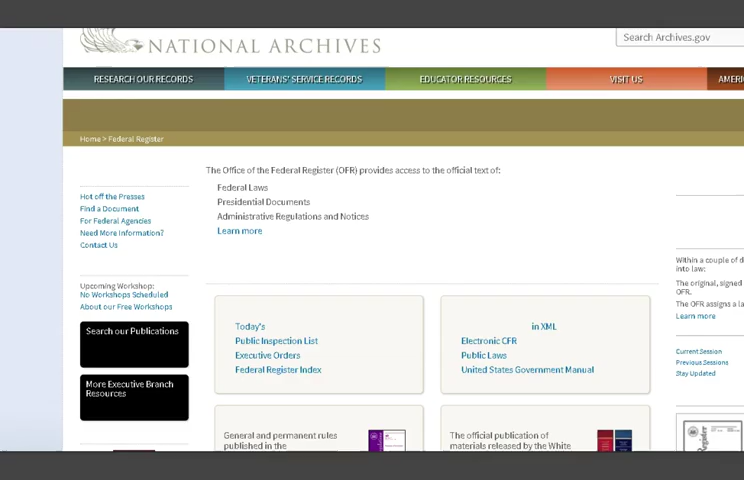 NATIONAL ARCHIVES
Search Archives.gov
RESEARCH OUR RECORDS
VETERANS' SERVICE RECORDS
EDUCATOR RESOURCES
VISIT US
Home > Federal Register
Hot off the Presses
Find a Document
For Federal Agencies
Need More Information?
Contact Us
Upcoming Workshop:
No Workshops Scheduled
About our Free Workshops
Search our Publications
More Executive Branch
Resources
The Office of the Federal Register (OFR) provides access to the official text of:
Federal Laws
Presidential Documents
Administrative Regulations and Notices
Learn more
Today's
Public Inspection List
Executive Orders
Federal Register Index
in XML
Electronic CFR
Public Laws
United States Government Manual
General and permanent rules
published in the
The official publication of
materials released by the White
Within a couple of
into law:
The original, signed
OFR.
The OFR assigns a
Learn more
Current Session
Previous Sessions
Stay Updated